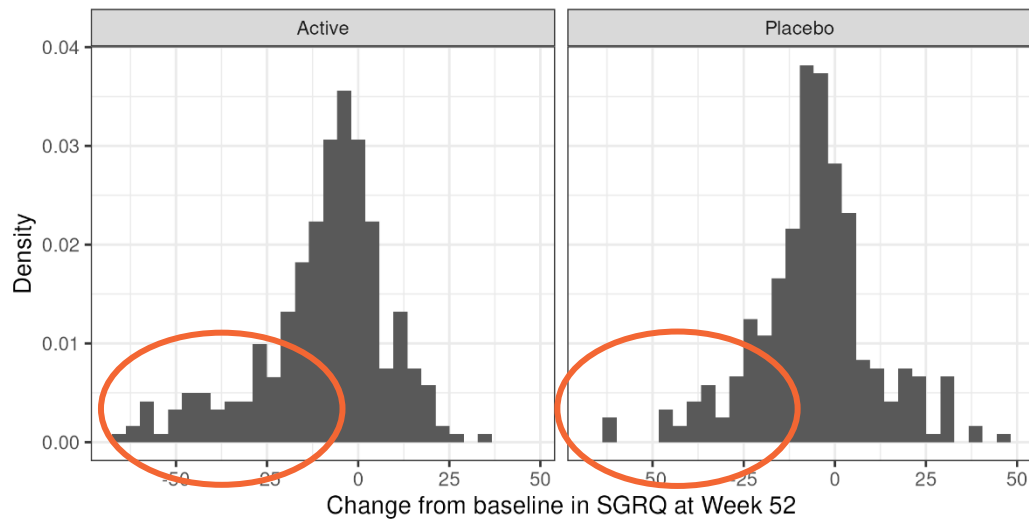 Active Placebo
0.04
0.03
0.02
0.01
0.00
Density
-50 -25 0 25 50 -50 -25 0 25 50
Change from baseline in SGRQ at Week 52